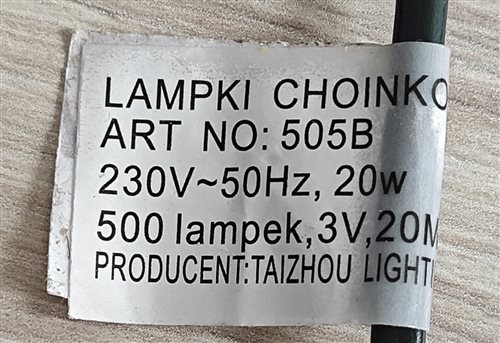 LAMPKI CHOINKO
ART NO: 505B
230V~50Hz, 20w
500 lampek,3V,20M
PRODUCENT:TAIZHOU LIGHT